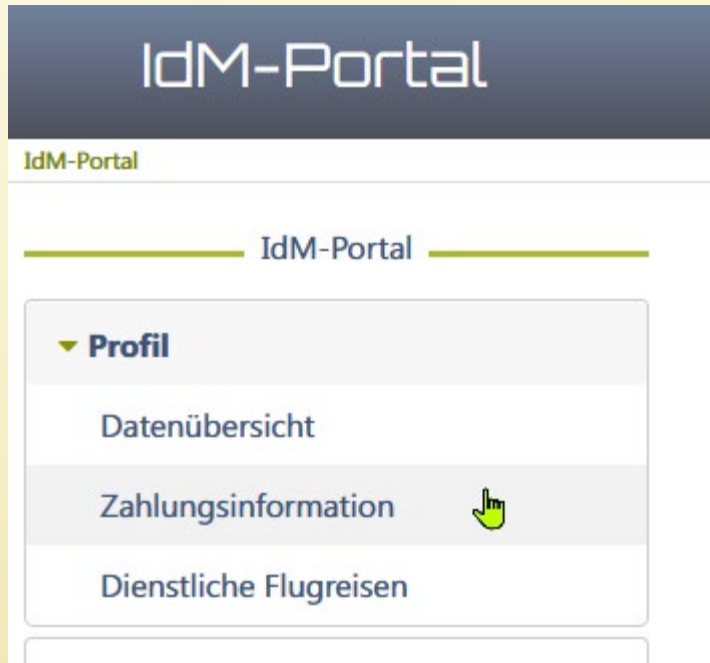 IdM-Portal
IdM-Portal
IdM-Portal
Profil
Datenübersicht
Zahlungsinformation
Dienstliche Flugreisen